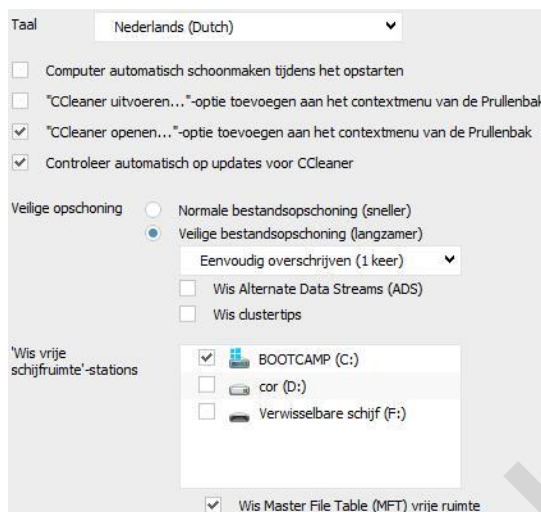 Taal Nederlands (Dutch)
Computer automatisch schoonmaken tijdens het opstarten
"CCleaner uitvoeren..."-optie toevoegen aan het contextmenu van de Prullenbak
"CCleaner openen..."-optie toevoegen aan het contextmenu van de Prullenbak
Controleer automatisch op updates voor CCleaner
Veilige opschoning Normale bestandsopschoning (sneller)
Veilige bestandsopschoning (langzamer)
Eenvoudig overschrijven (1 keer)
Wis Alternate Data Streams (ADS)
Wis clustertips
'Wis vrije
schijfruimte'-stations
BOOTCAMP (C:)
cor (D:)
Verwisselbare schijf (F:)
Wis Master File Table (MFT) vrije ruimte